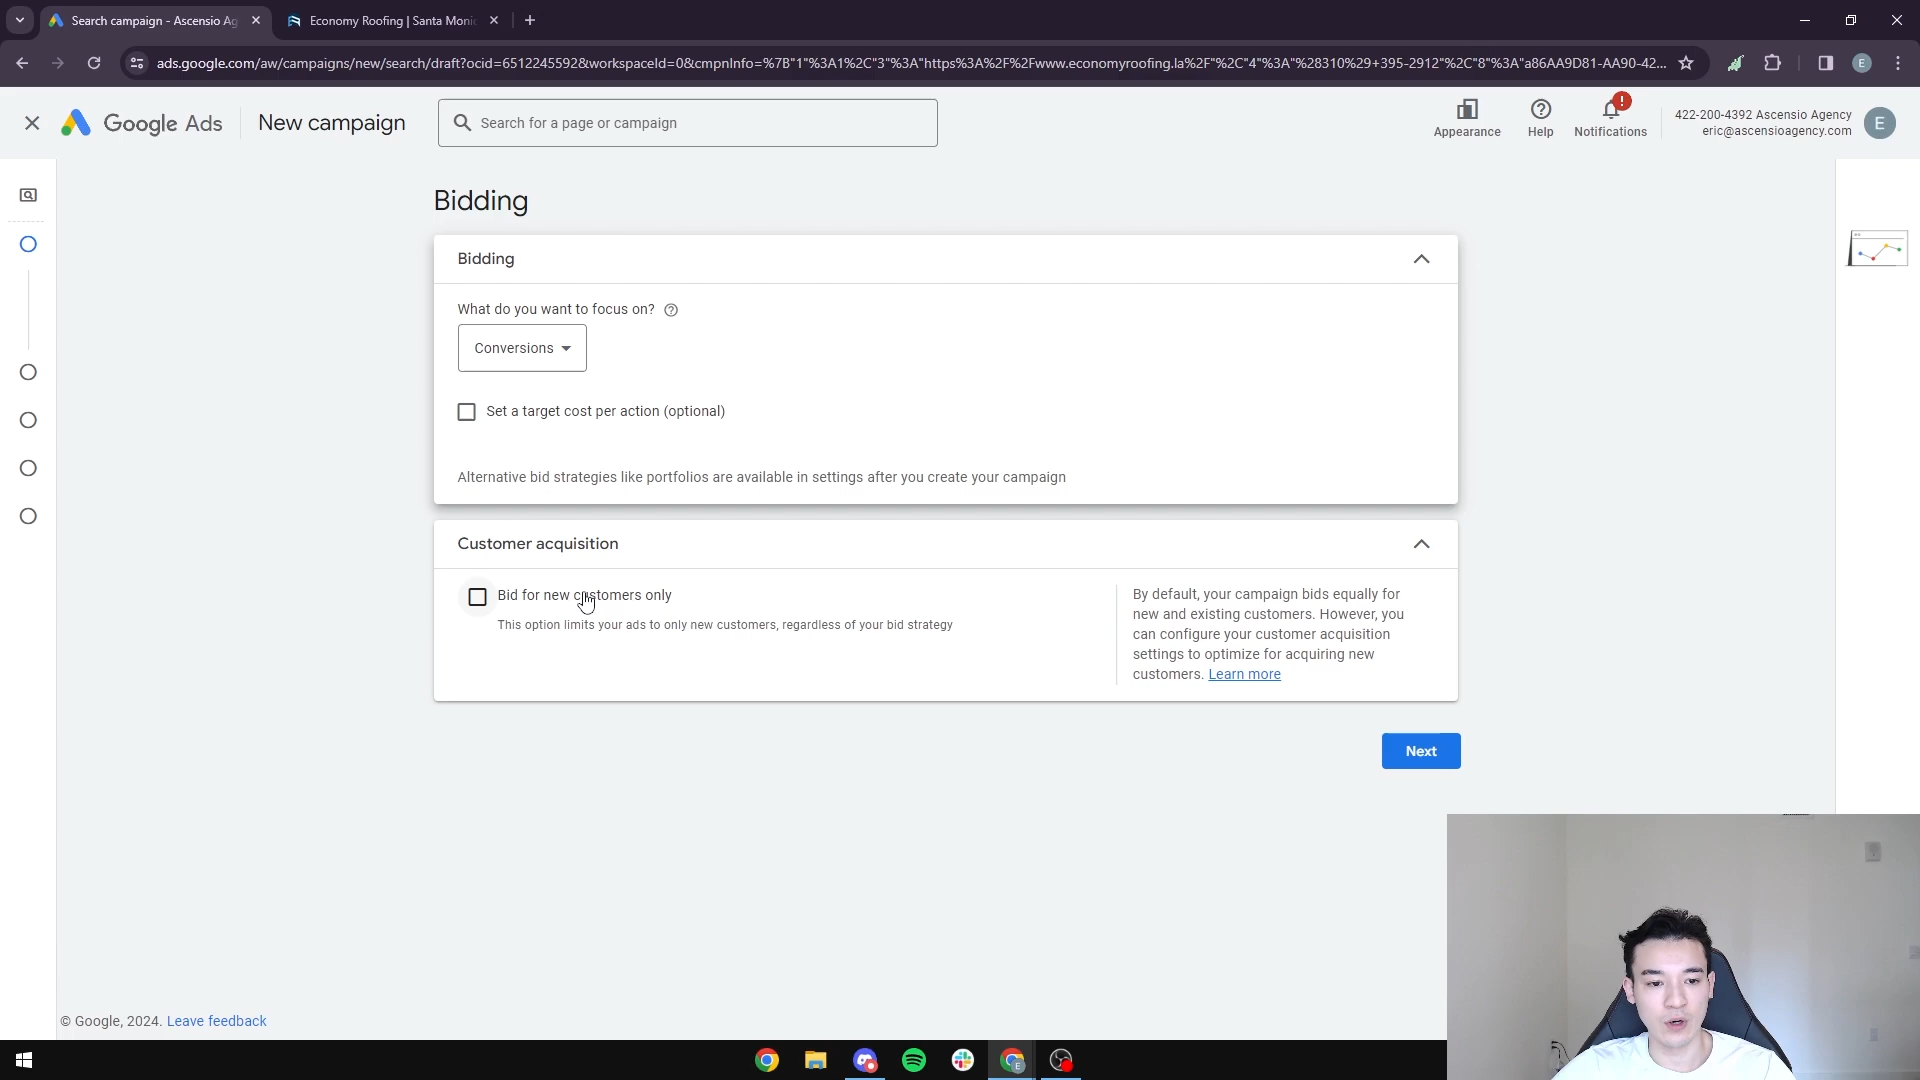 Search campaign - Ascensio Ag
Economy Roofing | Santa Moni
ads.google.com/aw/campaigns/new/search/draft?ocid=6512245592&workspaceId=0&cmpnInfo=%7B"1"%3A1%2C"3"%3A"https%3A%2F%2Fwww.economyroofing.la%2F"%2C"4"%3A"%28310%29+395-2912"%2C"8"%3A"a86AA9D81-AA90-42...
E
Google Ads
New campaign
Search for a page or campaign
Appearance
Help
!
Notifications
422-200-4392 Ascensio Agency
eric@ascensioagency.com
E
Bidding
Bidding
What do you want to focus on?
Conversions
Set a target cost per action (optional)
Alternative bid strategies like portfolios are available in settings after you create your campaign
Customer acquisition
Bid for new customers only
This option limits your ads to only new customers, regardless of your bid strategy
By default, your campaign bids equally for
new and existing customers. However, you
can configure your customer acquisition
settings to optimize for acquiring new
customers. Learn more
Next
© Google, 2024. Leave feedback